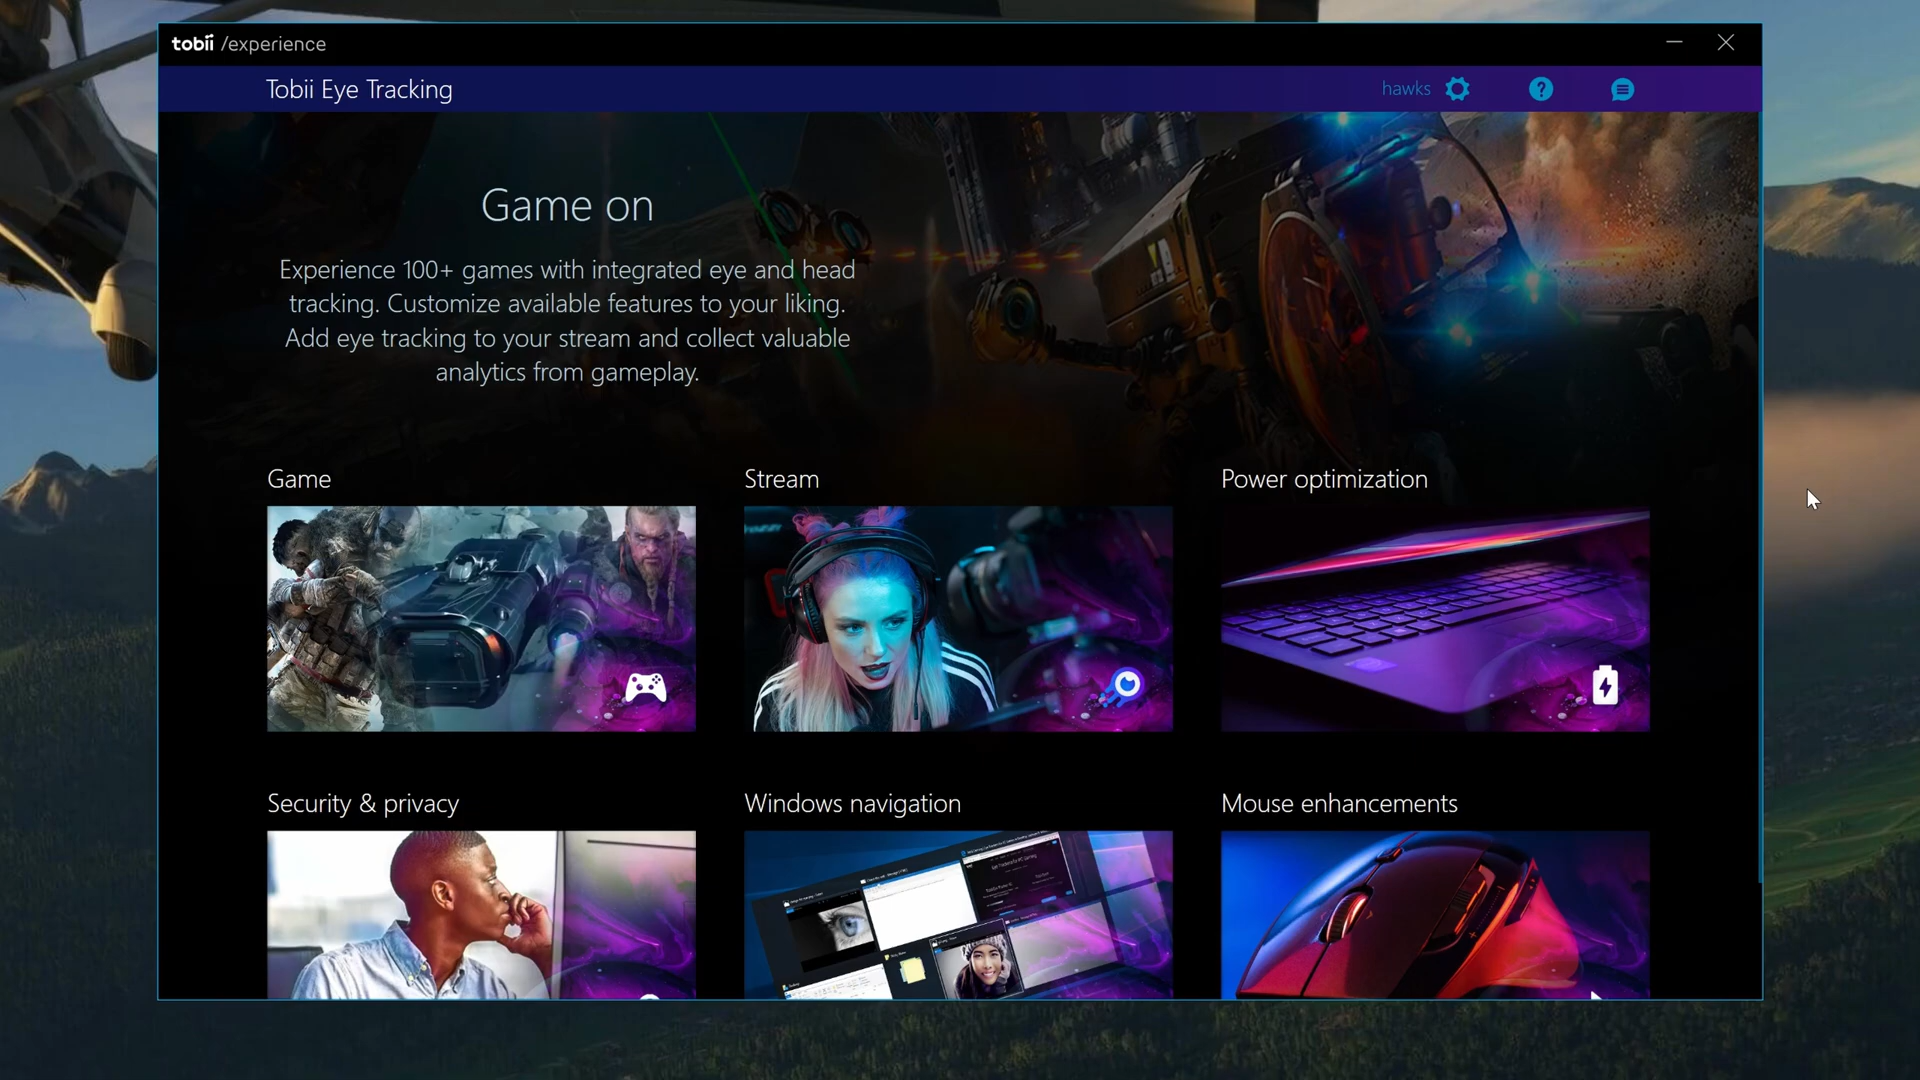 tobii /experience
Tobii Eye Tracking
hawks
Game on
Experience 100+ games with integrated eye and head
tracking. Customize available features to your liking.
Add eye tracking to your stream and collect valuable
analytics from gameplay.
Game
Stream
Power optimization
Security & privacy
Windows navigation
Mouse enhancements